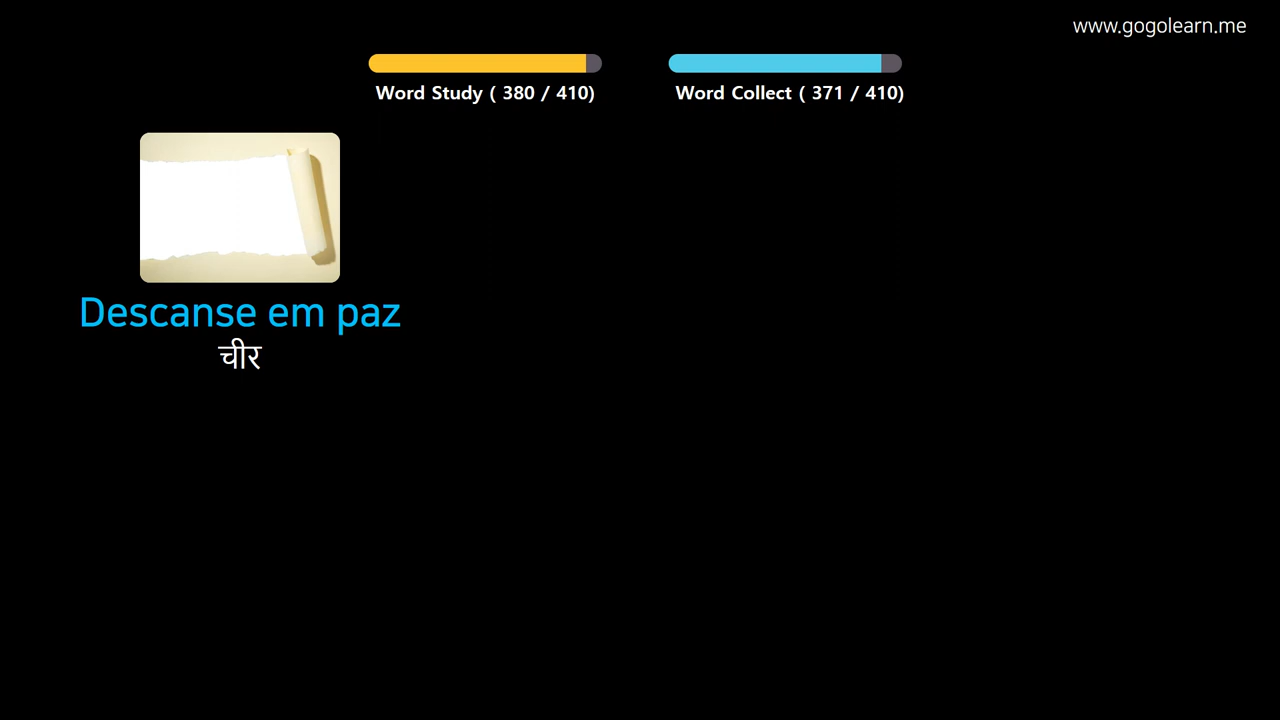 www.gogolearn.me
Word Study ( 380 / 410)
Word Collect ( 371 / 410)
Descanse em paz
चीर